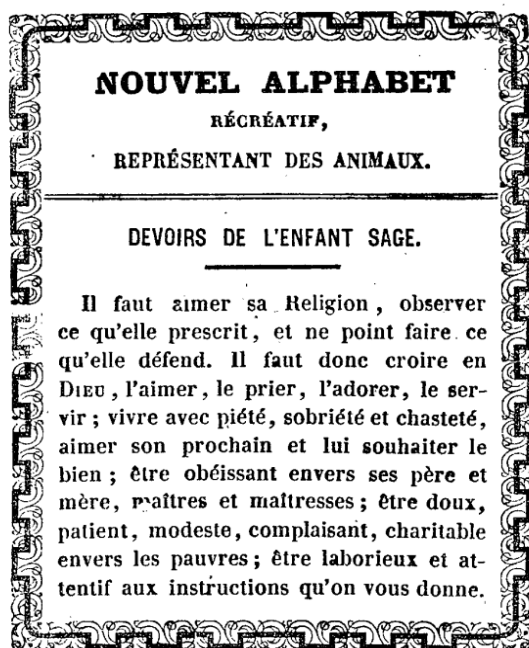 NOUVEL ALPHABET
RÉCRÉATIF,
REPRÉSENTANT DES ANIMAUX.
DEVOIRS DE L'ENFANT SAGE.
Il faut aimer sa Religion, observer
ce qu'elle prescrit, et ne point faire ce
qu'elle défend. Il faut donc croire en
DIEU, l'aimer, le prier, l'adorer, le ser-
vir; vivre avec piété, sobriété et chasteté,
aimer son prochain et lui souhaiter le
bien; être obéissant envers ses père et
mère, maîtres et maîtresses; être doux,
patient, modeste, complaisant, charitable
envers les pauvres; être laborieux et at-
tentif aux instructions qu'on vous donne.